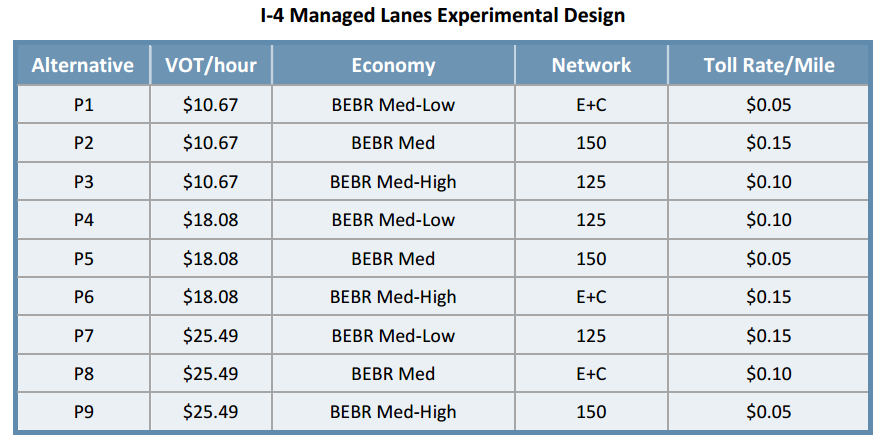 I-4 Managed Lanes Experimental Design
Alternative VOT/hour Economy Network Toll Rate/Mile
P1 $10.67 BEBR Med-Low E+C $0.05
P2 $10.67 BEBR Med 150 $0.15
P3 $10.67 BEBR Med-High 125 $0.10
P4 $18.08 BEBR Med-Low 125 $0.10
P5 $18.08 BEBR Med 150 $0.05
P6 $18.08 BEBR Med-High E+C $0.15
P7 $25.49 BEBR Med-Low 125 $0.15
P8 $25.49 BEBR Med E+C $0.10
P9 $25.49 BEBR Med-High 150 $0.05